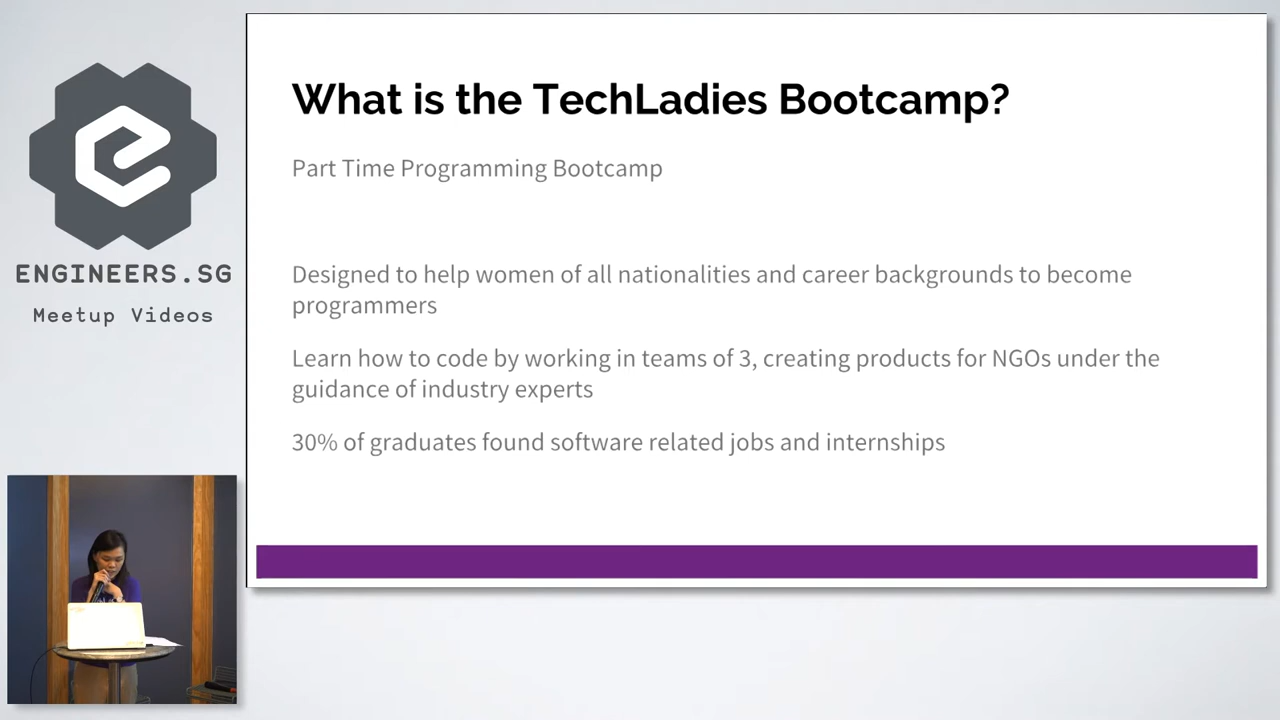 ENGINEERS.SG
Meetup Videos
What is the TechLadies Bootcamp?
Part Time Programming Bootcamp
Designed to help women of all nationalities and career backgrounds to become
programmers
Learn how to code by working in teams of 3, creating products for NGOs under the
guidance of industry experts
30% of graduates found software related jobs and internships